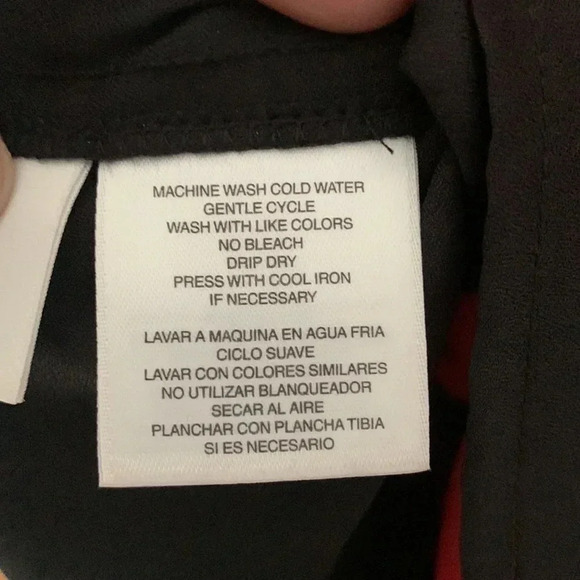 MACHINE WASH COLD WATER
GENTLE CYCLE
WASH WITH LIKE COLORS
NO BLEACH
DRIP DRY
PRESS WITH COOL IRON
IF NECESSARY
LAVAR A MAQUINA EN AGUA FRIA
CICLO SUAVE
LAVAR CON COLORES SIMILARES
NO UTILIZAR BLANQUEADOR
SECAR AL AIRE
PLANCHAR CON PLANCHA TIBIA
SI ES NECESARIO